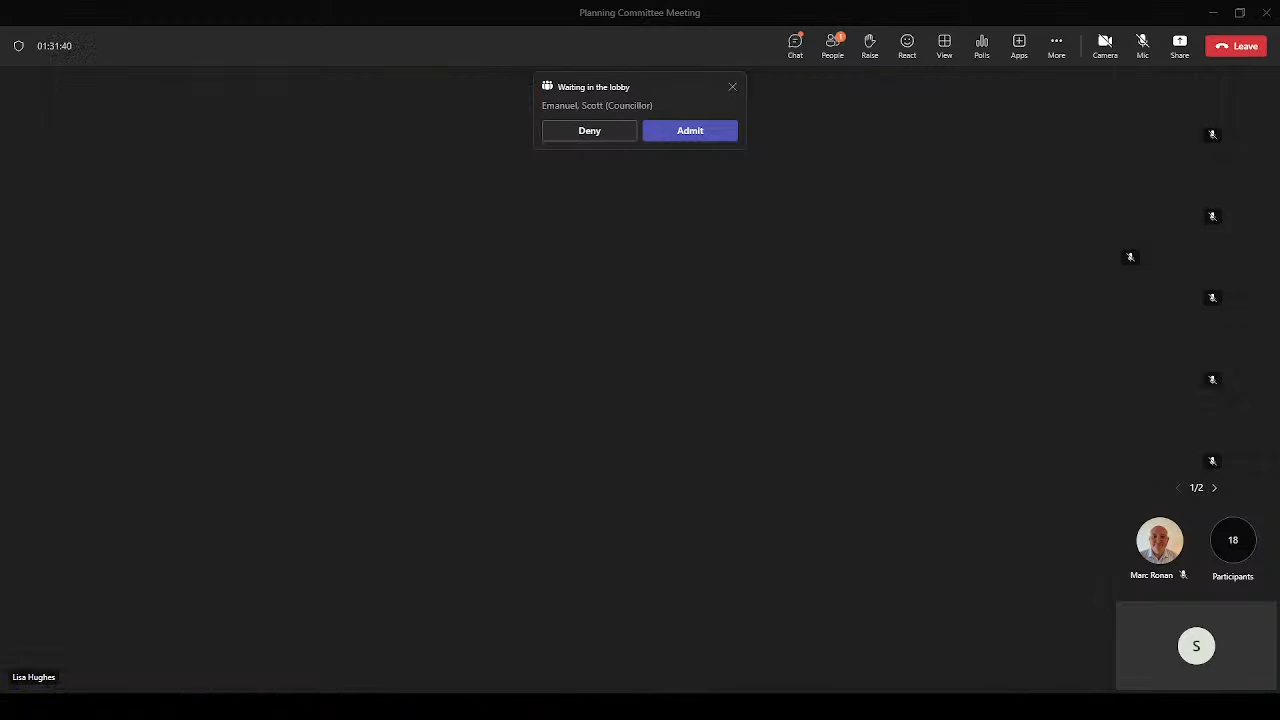 Planning Committee Meeting
01:31:40
Chat
1
People
Raise
React
View
Polls
Apps
More
Camera
Mic
Share
Leave
Waiting in the lobby
Emanuel, Scott (Councillor)
Deny
Admit
1/2
18
Marc Ronan
Participants
S
Lisa Hughes